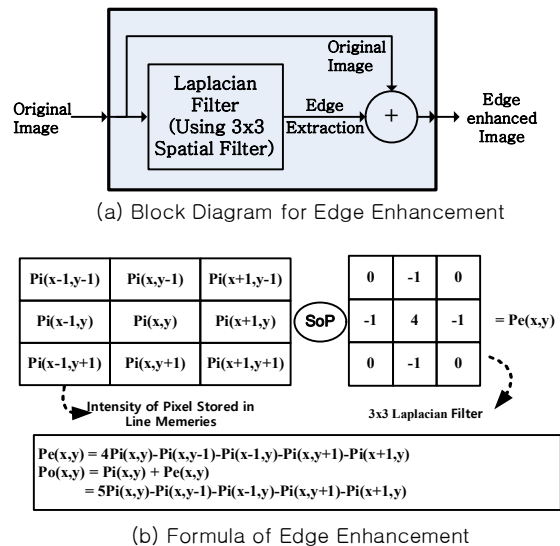 Original
Image
Original
Image
Laplacian
Filter
(Using 3x3
Spatial Filter)
Edge
Extraction
+
Edge
enhanced
Image
(a) Block Diagram for Edge Enhancement
Pi(x-1,y-1) Pi(x,y-1) Pi(x+1,y-1)
Pi(x-1,y) Pi(x,y) Pi(x+1,y)
Pi(x-1,y+1) Pi(x,y+1) Pi(x+1,y+1)
SoP
0 -1 0
-1 4 -1
0 -1 0
= Pe(x,y)
Intensity of Pixel Stored in
Line Memeries
3x3 Laplacian Filter
Pe(x,y) = 4Pi(x,y)-Pi(x,y-1)-Pi(x-1,y)-Pi(x,y+1)-Pi(x+1,y)
Po(x,y) = Pi(x,y) + Pe(x,y)
= 5Pi(x,y)-Pi(x,y-1)-Pi(x-1,y)-Pi(x,y+1)-Pi(x+1,y)
(b) Formula of Edge Enhancement